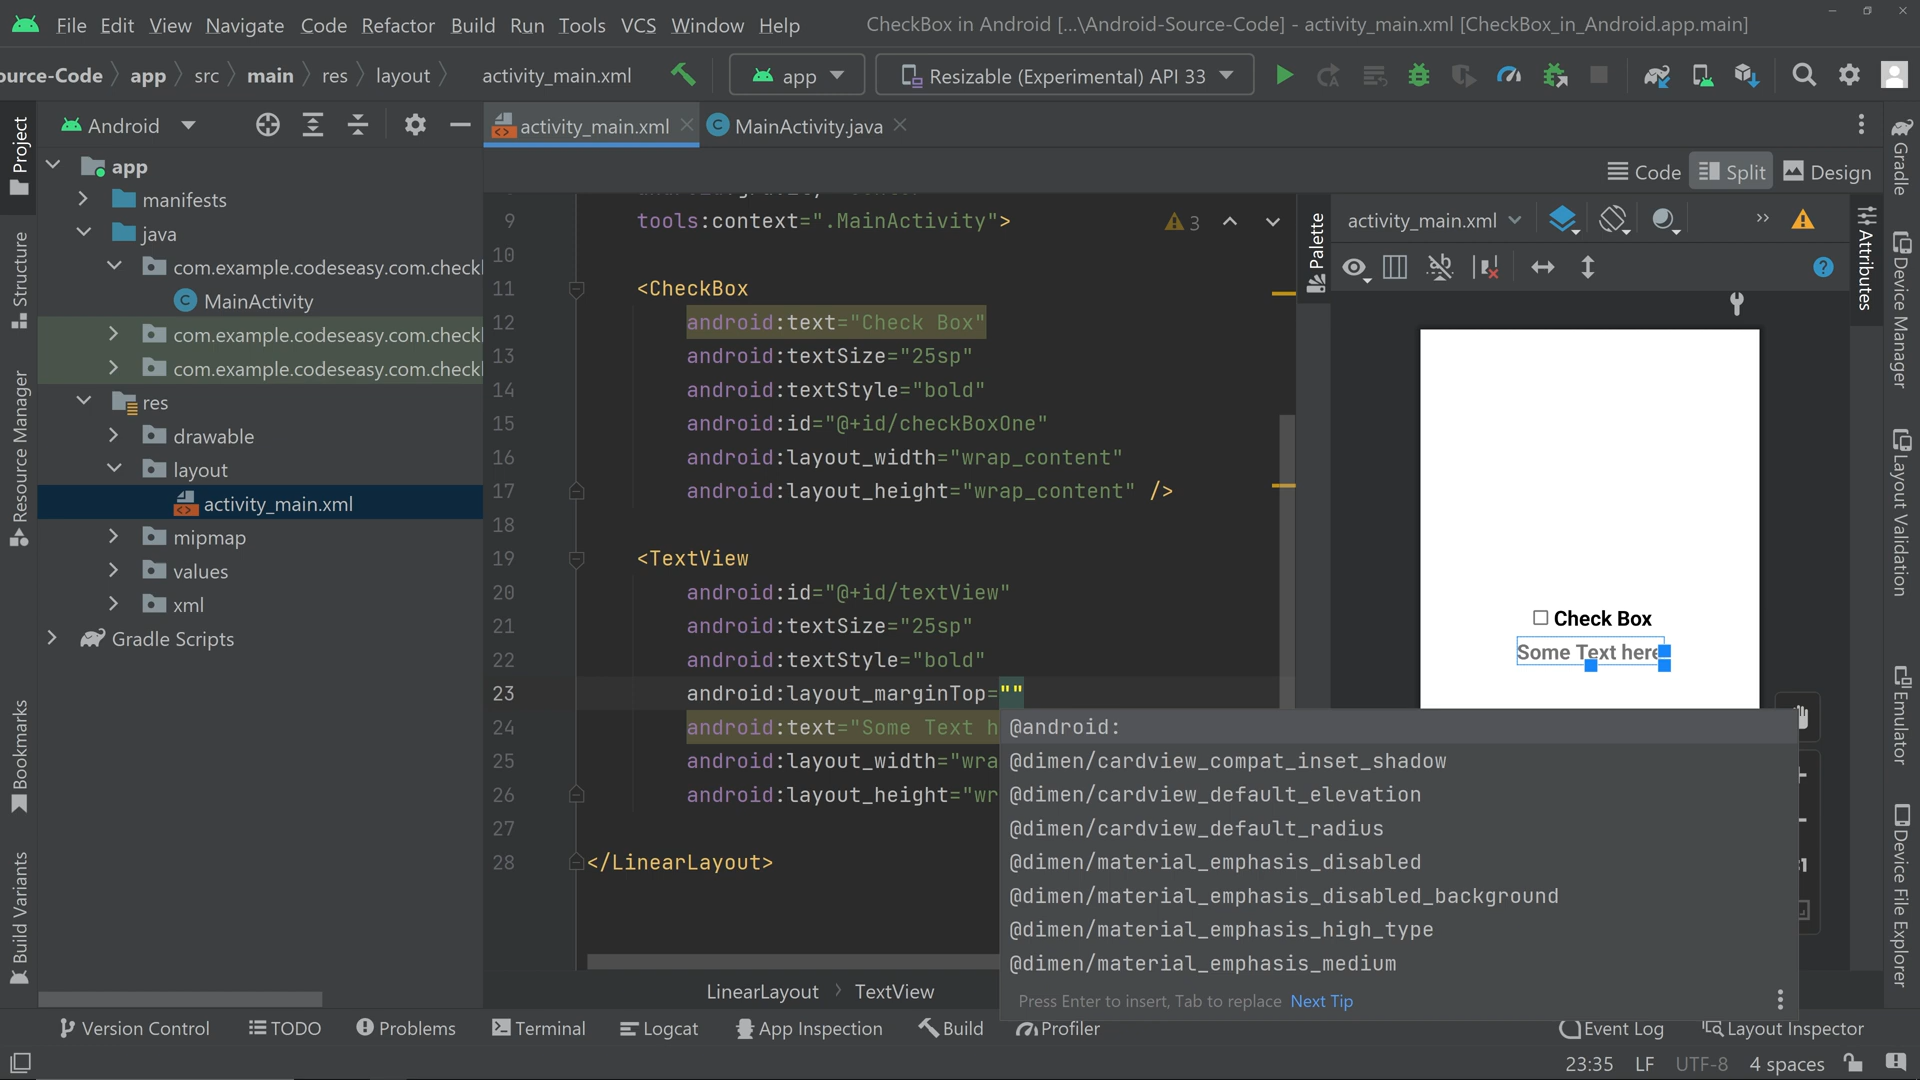 File Edit View Navigate Code Refactor Build Run Tools VCS Window Help CheckBox in Android [...\Android-Source-Code] - activity_main.xml [CheckBox_in_Android.app.main]
ource-Code app src main res layout activity_main.xml app Resizable (Experimental) API 33
Project
Structure
Resource Manager
Bookmarks
Build Variants
Android
app
manifests
java
com.example.codeseasy.com.check
MainActivity
com.example.codeseasy.com.check
com.example.codeseasy.com.check
res
drawable
layout
activity_main.xml
mipmap
values
xml
Gradle Scripts
activity_main.xml MainActivity.java
Code Split Design
9 tools:context=".MainActivity">
3
10
11 <CheckBox
12 android:text="Check Box"
13 android:textSize="25sp"
14 android:textStyle="bold"
15 android:id="@+id/checkBoxOne"
16 android:layout_width="wrap_content"
17 android:layout_height="wrap_content" />
18
19 <TextView
20 android:id="@+id/textView"
21 android:textSize="25sp"
22 android:textStyle="bold"
23 android:layout_marginTop=""
24 android:text="Some Text h
25 android:layout_width="wra
26 android:layout_height="wr
27
28 </LinearLayout>
@android:
@dimen/cardview_compat_inset_shadow
@dimen/cardview_default_elevation
@dimen/cardview_default_radius
@dimen/material_emphasis_disabled
@dimen/material_emphasis_disabled_background
@dimen/material_emphasis_high_type
@dimen/material_emphasis_medium
Press Enter to insert, Tab to replace Next Tip
LinearLayout TextView
Palette
activity_main.xml
Check Box
Some Text here
Attributes
Gradle
Device Manager
Layout Validation
Emulator
Device File Explorer
Version Control TODO Problems Terminal Logcat App Inspection Build Profiler Event Log Layout Inspector
23:35 LF UTF-8 4 spaces